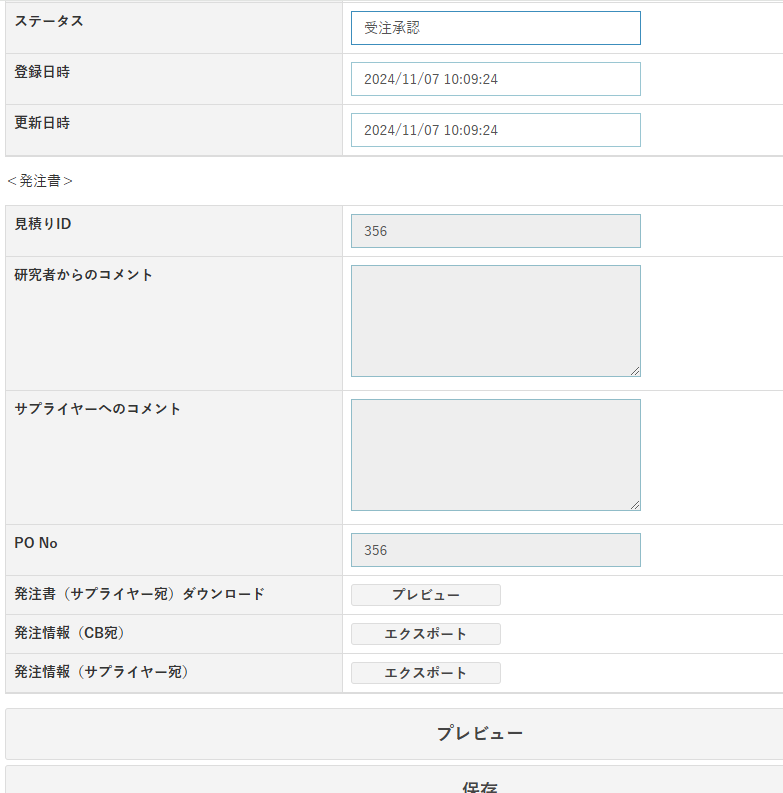 ステータス 受注承認
登録日時 2024/11/07 10:09:24
更新日時 2024/11/07 10:09:24
＜発注書＞
見積りID 356
研究者からのコメント
サプライヤーへのコメント
PO No 356
発注書（サプライヤー宛）ダウンロード プレビュー
発注情報（CB宛） エクスポート
発注情報（サプライヤー宛） エクスポート
プレビュー
保存